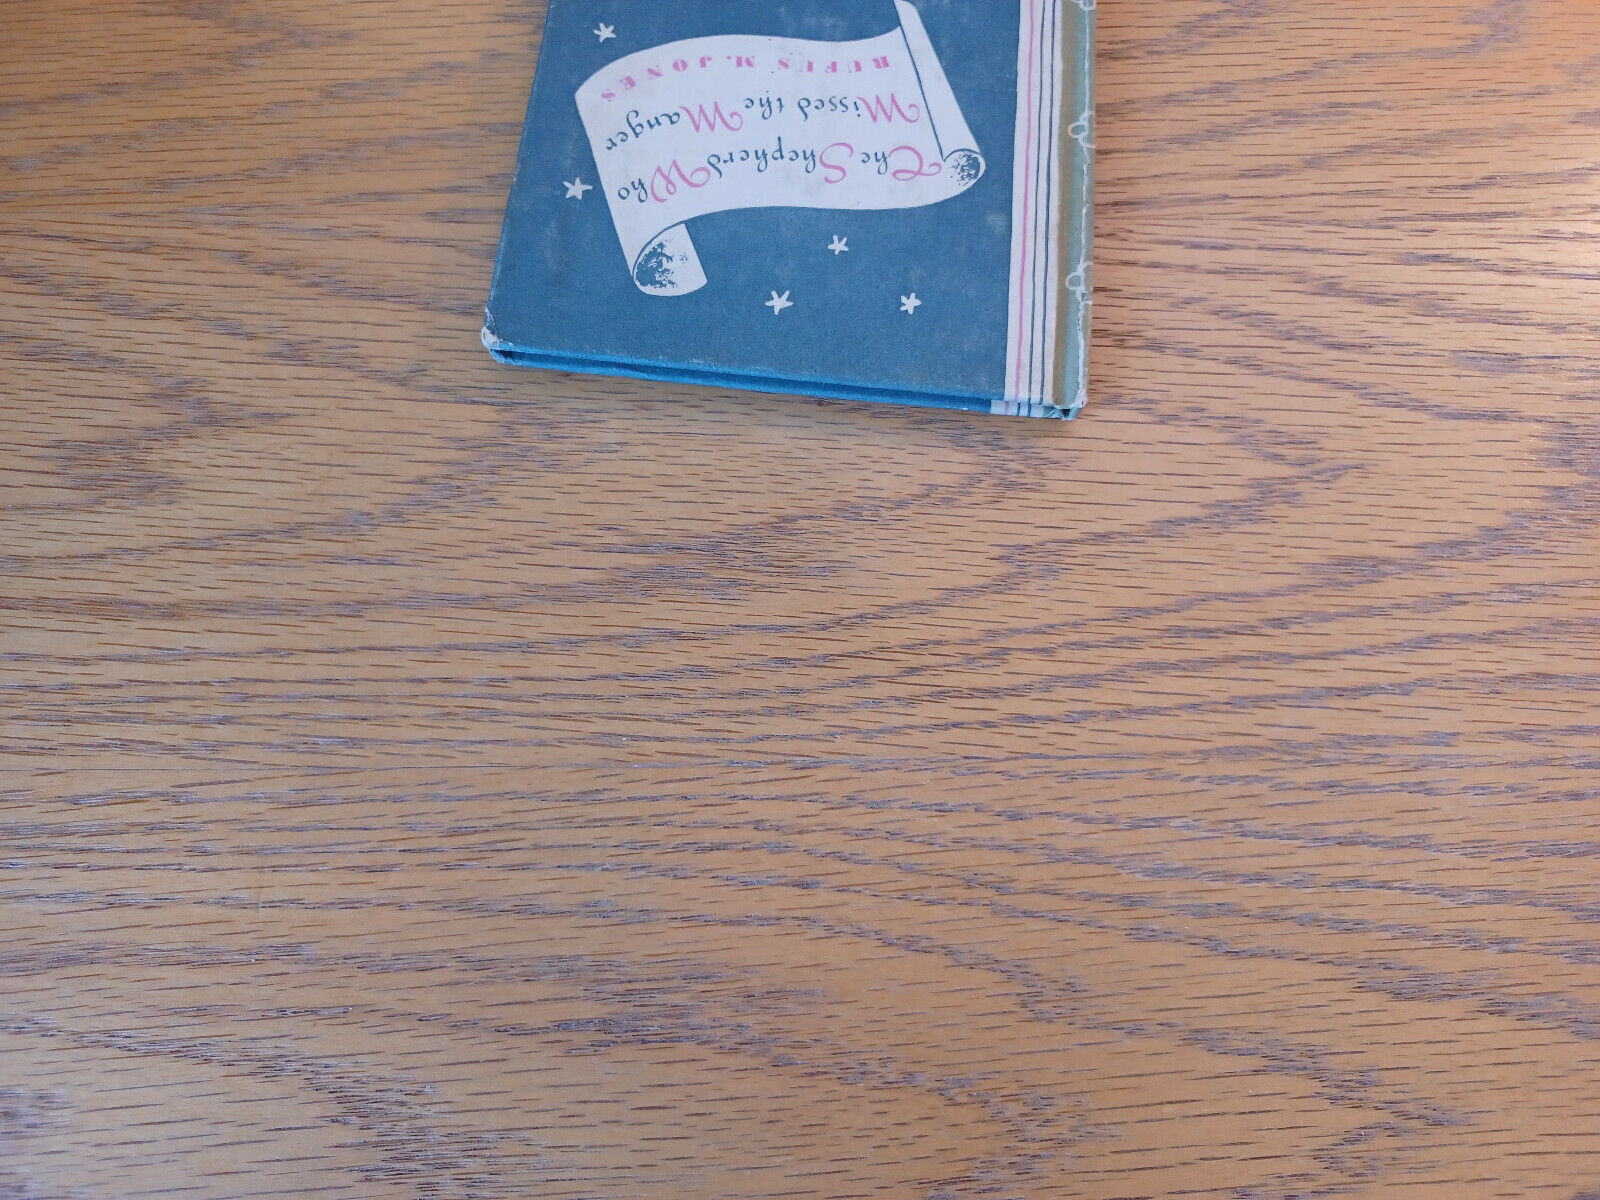 The Shepherd Who
Missed the Manger
RUFUS M. JONES